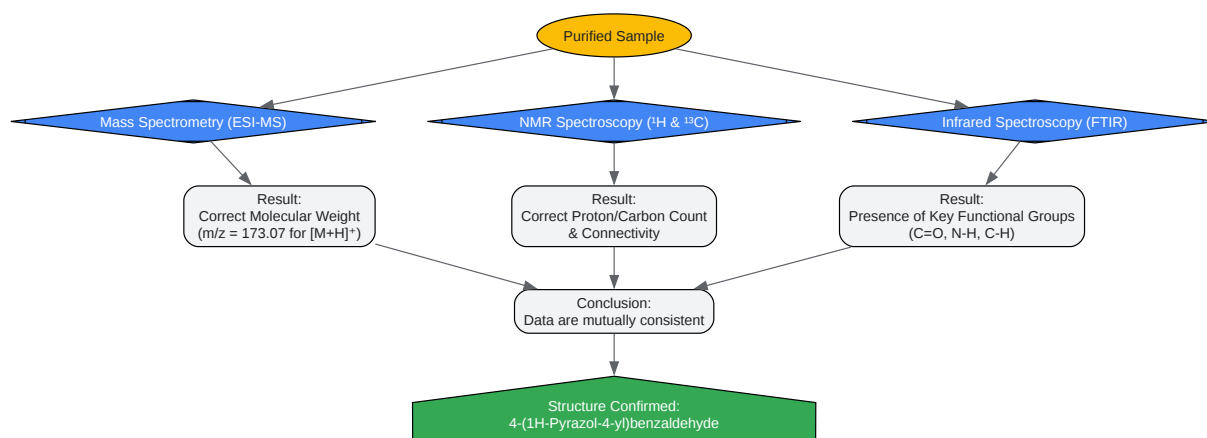 Purified Sample
Mass Spectrometry (ESI-MS)
NMR Spectroscopy (¹H & ¹³C)
Infrared Spectroscopy (FTIR)
Result:
Correct Molecular Weight
(m/z = 173.07 for [M+H]⁺)
Result:
Correct Proton/Carbon Count
& Connectivity
Result:
Presence of Key Functional Groups
(C=O, N-H, C-H)
Conclusion:
Data are mutually consistent
Structure Confirmed:
4-(1H-Pyrazol-4-yl)benzaldehyde